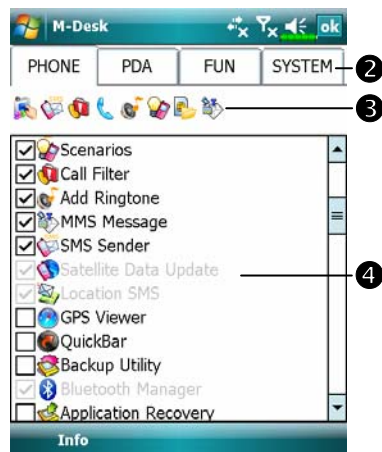 M-Desk ok
PHONE PDA FUN SYSTEM 2
3
Scenarios
Call Filter
Add Ringtone
MMS Message
SMS Sender
Satellite Data Update 4
Location SMS
GPS Viewer
QuickBar
Backup Utility
Bluetooth Manager
Application Recovery
Info